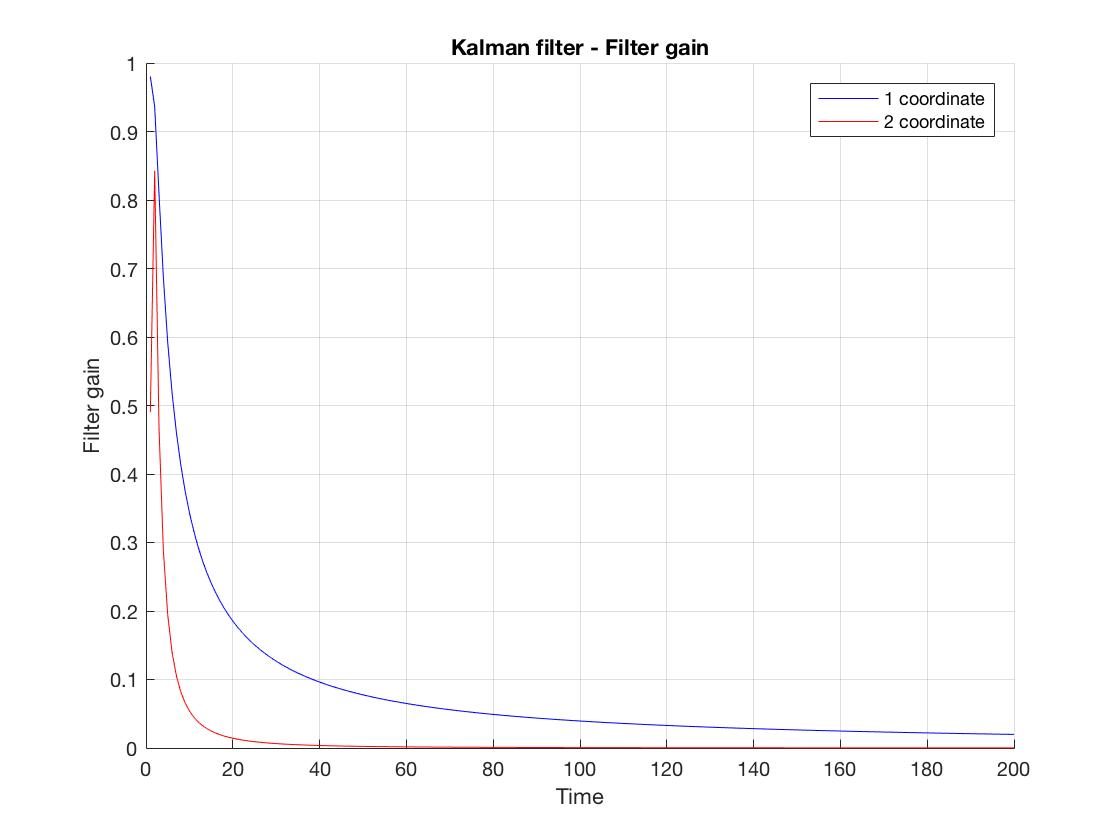 Kalman filter - Filter gain
1 coordinate
2 coordinate
Filter gain
1
0.9
0.8
0.7
0.6
0.5
0.4
0.3
0.2
0.1
0
0 20 40 60 80 100 120 140 160 180 200
Time